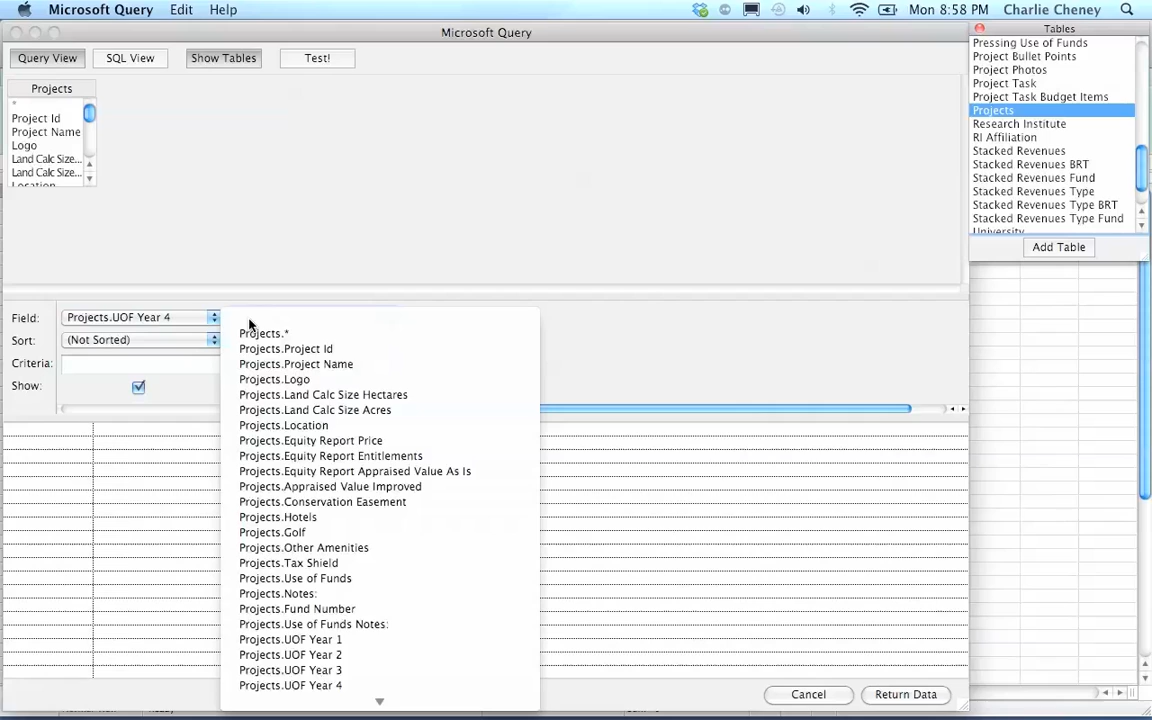 Microsoft Query Edit Help Mon 8:58 PM Charlie Cheney
Microsoft Query
Query View SQL View Show Tables Test!
Projects
*
Project Id
Project Name
Logo
Land Calc Size...
Land Calc Size...
Location
Tables
Pressing Use of Funds
Project Bullet Points
Project Photos
Project Task
Project Task Budget Items
Projects
Research Institute
RI Affiliation
Stacked Revenues
Stacked Revenues BRT
Stacked Revenues Fund
Stacked Revenues Type
Stacked Revenues Type BRT
Stacked Revenues Type Fund
University
Add Table
Field: Projects.UOF Year 4
Sort: (Not Sorted)
Criteria:
Show:
Projects.*
Projects.Project Id
Projects.Project Name
Projects.Logo
Projects.Land Calc Size Hectares
Projects.Land Calc Size Acres
Projects.Location
Projects.Equity Report Price
Projects.Equity Report Entitlements
Projects.Equity Report Appraised Value As Is
Projects.Appraised Value Improved
Projects.Conservation Easement
Projects.Hotels
Projects.Golf
Projects.Other Amenities
Projects.Tax Shield
Projects.Use of Funds
Projects.Notes:
Projects.Fund Number
Projects.Use of Funds Notes:
Projects.UOF Year 1
Projects.UOF Year 2
Projects.UOF Year 3
Projects.UOF Year 4
Cancel Return Data